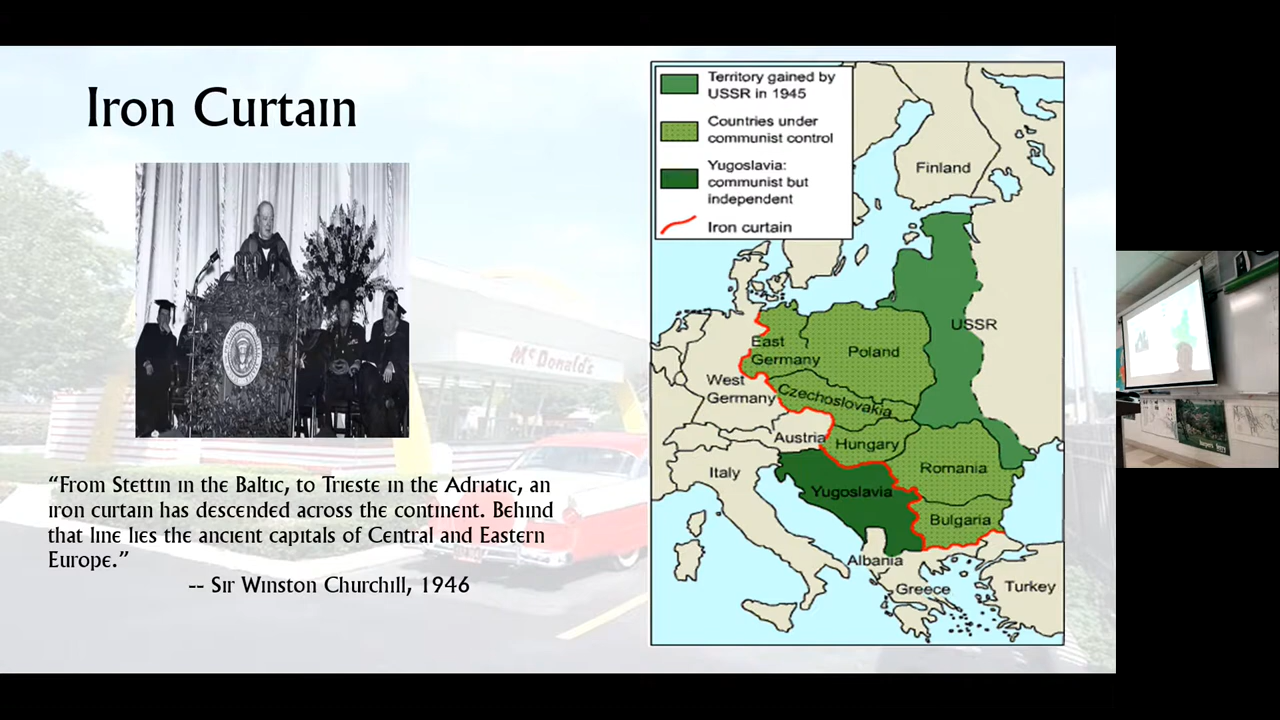 Iron Curtain
McDonald's
"From Stettin in the Baltic, to Trieste in the Adriatic, an
iron curtain has descended across the continent. Behind
that line lies the ancient capitals of Central and Eastern
Europe."
-- Sir Winston Churchill, 1946
Territory gained by
USSR in 1945
Countries under
communist control
Yugoslavia:
communist but
independent
Iron curtain
Finland
USSR
East
Germany
Poland
West
Germany
Czechoslovakia
Austria
Hungary
Italy
Romania
Yugoslavia
Bulgaria
Albania
Greece
Turkey